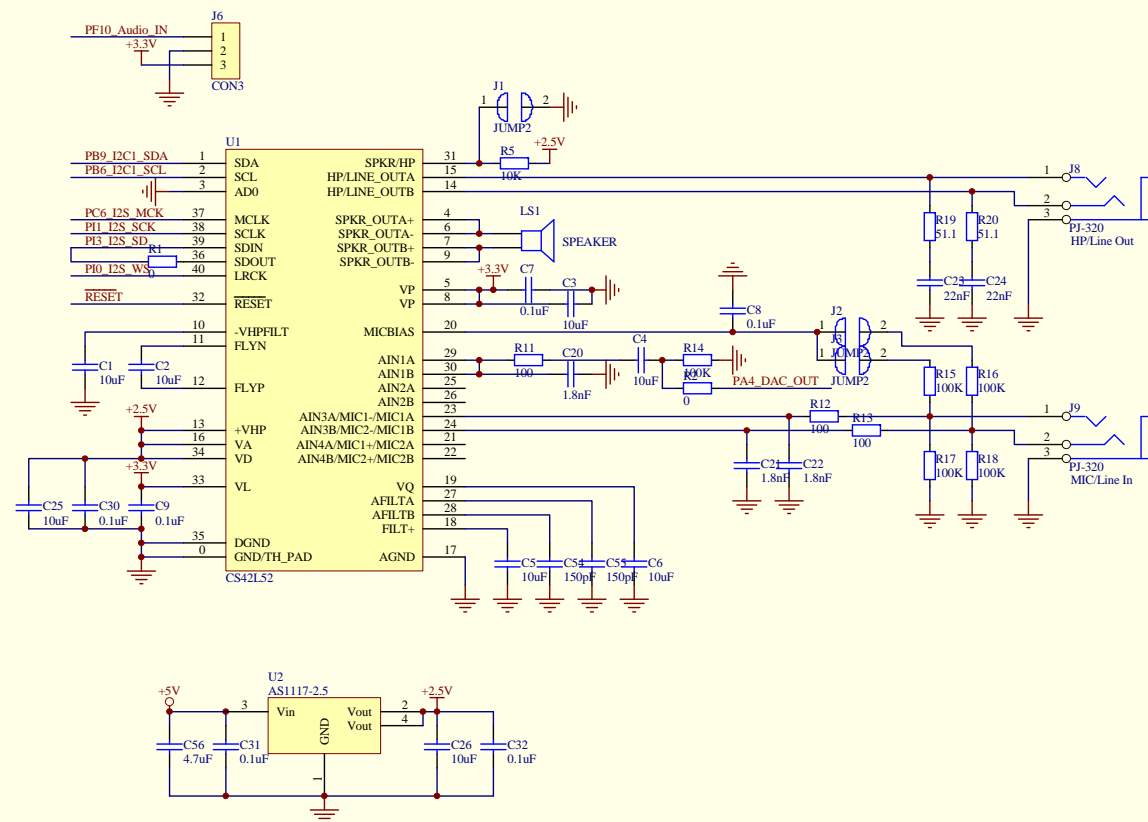 J6
PF10_Audio_IN
+3.3V
1
2
3
CON3
J1
1
2
JUMP2
+2.5V
R5
10K
U1
PB9_I2C1_SDA
1
SDA
PB6_I2C1_SCL
2
SCL
3
AD0
PC6_I2S_MCK
37
MCLK
PI1_I2S_SCK
38
SCLK
PI3_I2S_SD
39
SDIN
R1
0
36
SDOUT
PI0_I2S_WS
40
LRCK
RESET
32
RESET
10
-VHPFILT
11
FLYN
C1
10uF
C2
10uF
12
FLYP
+2.5V
13
+VHP
16
VA
34
VD
+3.3V
33
VL
C25
10uF
C30
0.1uF
C9
0.1uF
35
DGND
0
GND/TH_PAD
CS42L52
SPKR/HP
31
HP/LINE_OUTA
15
HP/LINE_OUTB
14
SPKR_OUTA+
4
SPKR_OUTA-
6
SPKR_OUTB+
7
SPKR_OUTB-
9
LS1
SPEAKER
+3.3V
VP
5
VP
8
C7
0.1uF
C3
10uF
MICBIAS
20
C8
0.1uF
AIN1A
29
AIN1B
30
AIN2A
25
AIN2B
26
R11
100
C20
1.8nF
C4
10uF
R14
100K
R2
0
PA4_DAC_OUT
J2
1
2
JUMP2
J3
1
2
JUMP2
AIN3A/MIC1-/MIC1A
23
AIN3B/MIC2-/MIC1B
24
AIN4A/MIC1+/MIC2A
21
AIN4B/MIC2+/MIC2B
22
R12
100
R13
100
C21
1.8nF
C22
1.8nF
R15
100K
R16
100K
R17
100K
R18
100K
VQ
19
AFILTA
27
AFILTB
28
FILT+
18
AGND
17
C5
10uF
C54
150pF
C55
150pF
C6
10uF
R19
51.1
R20
51.1
C23
22nF
C24
22nF
J8
1
2
3
PJ-320
HP/Line Out
J9
1
2
3
PJ-320
MIC/Line In
U2
AS1117-2.5
+5V
3
Vin
GND
1
Vout
2
Vout
4
+2.5V
C56
4.7uF
C31
0.1uF
C26
10uF
C32
0.1uF